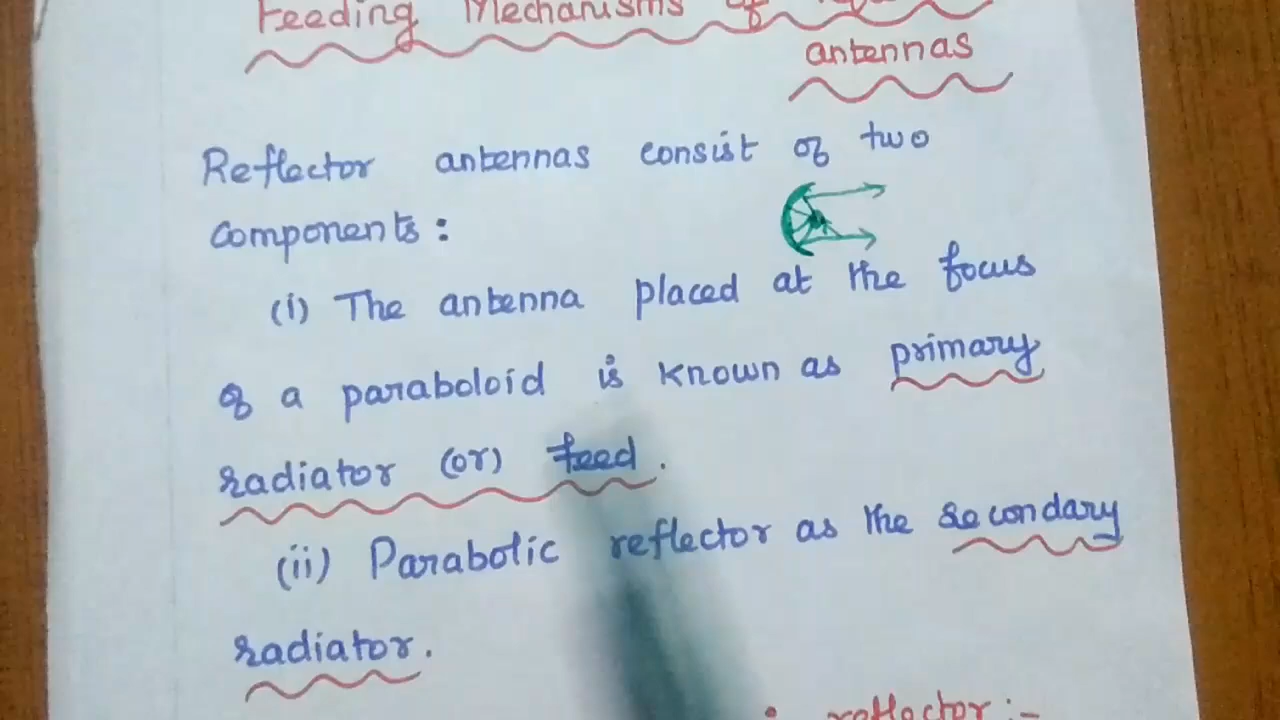 Feeding Mechanisms of
antennas
Reflector antennas consist of two
components:
(i) The antenna placed at the focus
of a paraboloid is known as primary
radiator (or) feed.
(ii) Parabolic reflector as the secondary
radiator.
reflector :-